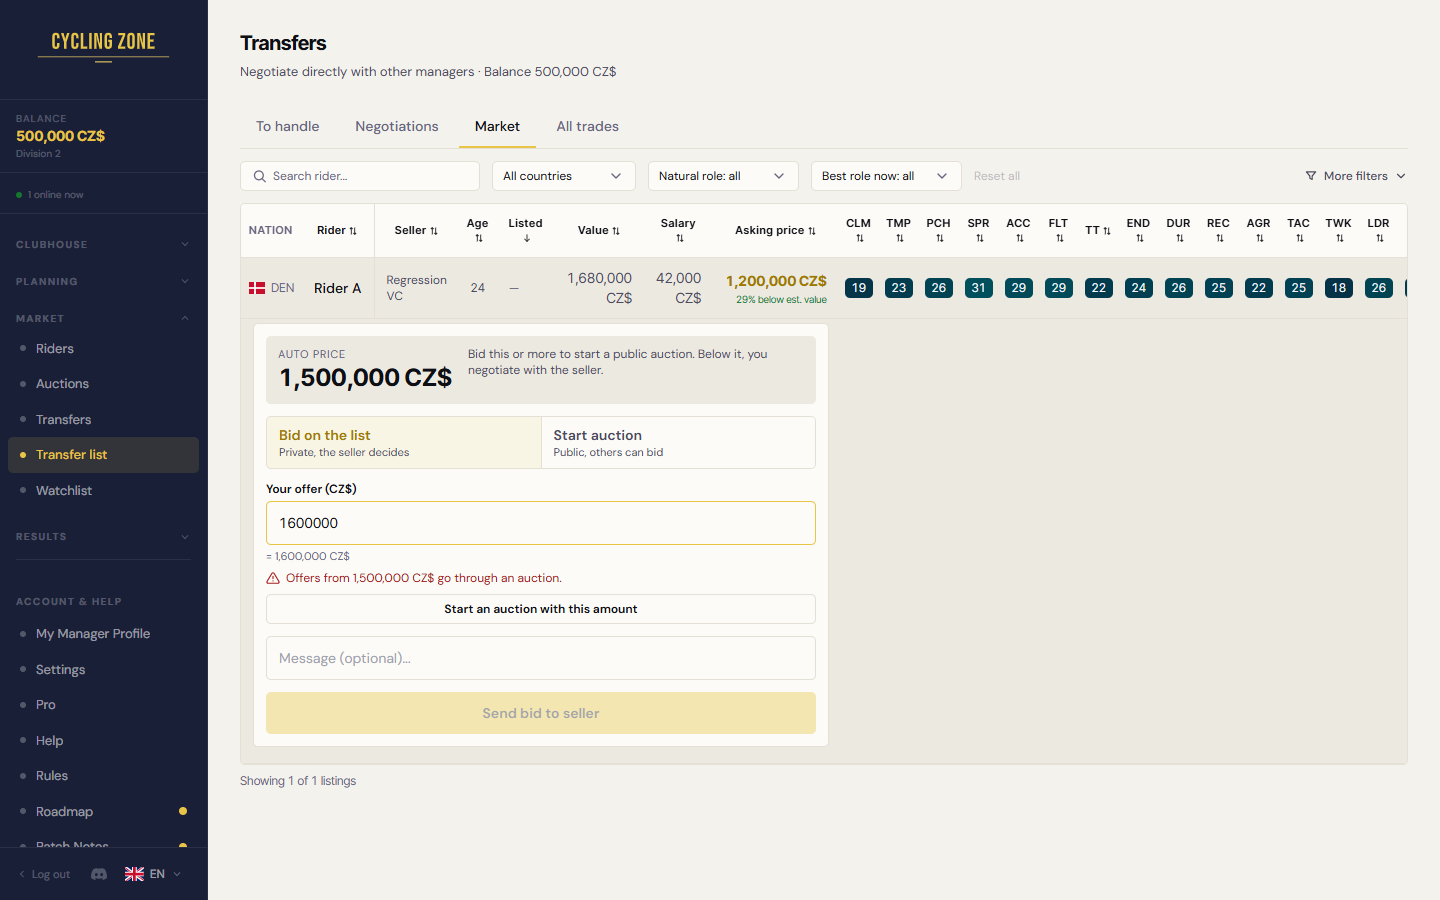 CYCLING ZONE
BALANCE
500,000 CZ$
Division 2
1 online now
CLUBHOUSE
PLANNING
MARKET
Riders
Auctions
Transfers
Transfer list
Watchlist
RESULTS
ACCOUNT & HELP
My Manager Profile
Settings
Pro
Help
Rules
Roadmap
Patch Notes
Log out
EN
Transfers
Negotiate directly with other managers · Balance 500,000 CZ$
To handle Negotiations Market All trades
Search rider... All countries Natural role: all Best role now: all Reset all More filters
NATION Rider ⇅ Seller ⇅ Age ⇅ Listed ↓ Value ⇅ Salary ⇅ Asking price ⇅ CLM ⇅ TMP ⇅ PCH ⇅ SPR ⇅ ACC ⇅ FLT ⇅ TT ⇅ END ⇅ DUR ⇅ REC ⇅ AGR ⇅ TAC ⇅ TWK ⇅ LDR ⇅
DEN Rider A Regression VC 24 — 1,680,000 CZ$ 42,000 CZ$ 1,200,000 CZ$ 19 23 26 31 29 29 22 24 26 25 22 25 18 26
29% below est. value
AUTO PRICE
1,500,000 CZ$
Bid this or more to start a public auction. Below it, you
negotiate with the seller.
Bid on the list
Private, the seller decides
Start auction
Public, others can bid
Your offer (CZ$)
1600000
= 1,600,000 CZ$
Offers from 1,500,000 CZ$ go through an auction.
Start an auction with this amount
Message (optional)...
Send bid to seller
Showing 1 of 1 listings